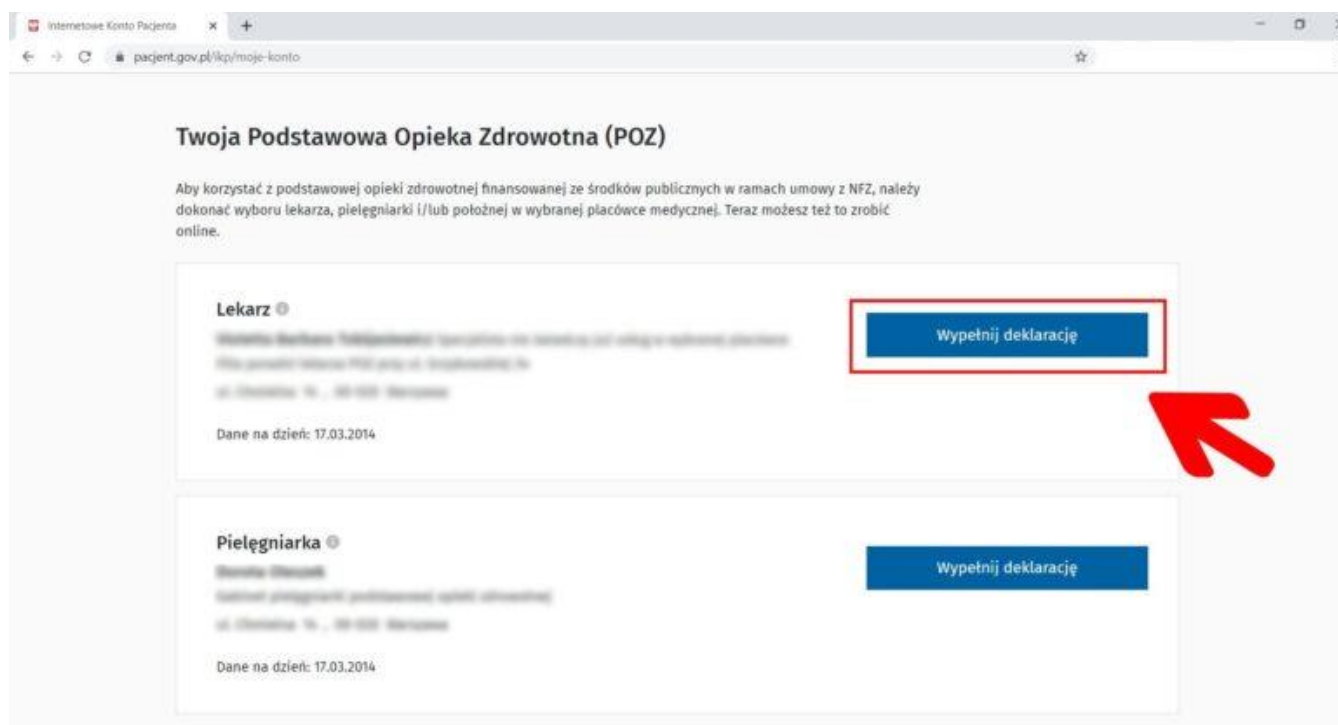 Internetowe Konto Pacjenta
pacjent.gov.pl/ikp/moje-konto
Twoja Podstawowa Opieka Zdrowotna (POZ)
Aby korzystać z podstawowej opieki zdrowotnej finansowanej ze środków publicznych w ramach umowy z NFZ, należy
dokonać wyboru lekarza, pielęgniarki i/lub położnej w wybranej placówce medycznej. Teraz możesz też to zrobić
online.
Lekarz
Wypełnij deklarację
Dane na dzień: 17.03.2014
Pielęgniarka
Wypełnij deklarację
Dane na dzień: 17.03.2014